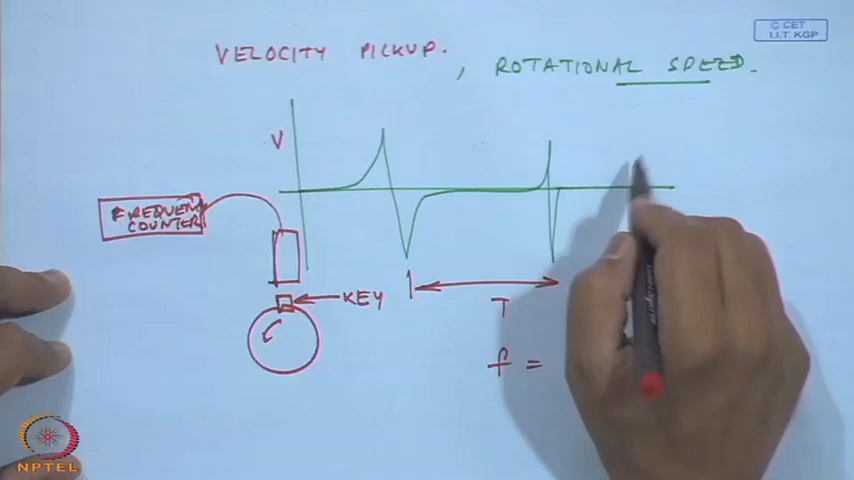 © CET
I.I.T. KGP
VELOCITY PICKUP.
, ROTATIONAL SPEED.
V
FREQUENCY
COUNTER
KEY
T
f =
NPTEL